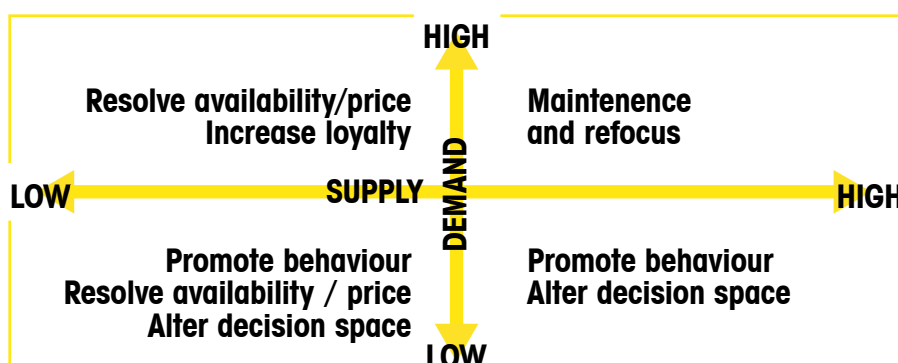 HIGH
Resolve availability/price
Increase loyalty
Maintenence
and refocus
LOW
SUPPLY
DEMAND
HIGH
Promote behaviour
Resolve availability / price
Alter decision space
Promote behaviour
Alter decision space
LOW